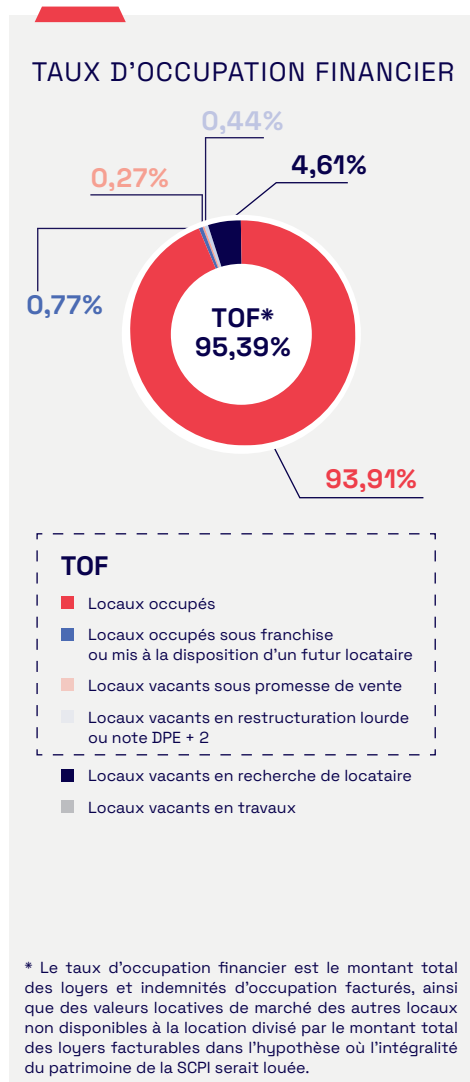 TAUX D'OCCUPATION FINANCIER
0,44%
4,61%
0,27%
0,77%
TOF*
95,39%
93,91%
TOF
Locaux occupés
Locaux occupés sous franchise
ou mis à la disposition d'un futur locataire
Locaux vacants sous promesse de vente
Locaux vacants en restructuration lourde
ou note DPE + 2
Locaux vacants en recherche de locataire
Locaux vacants en travaux
* Le taux d'occupation financier est le montant total
des loyers et indemnités d'occupation facturés, ainsi
que des valeurs locatives de marché des autres locaux
non disponibles à la location divisé par le montant total
des loyers facturables dans l'hypothèse où l'intégralité
du patrimoine de la SCPI serait louée.